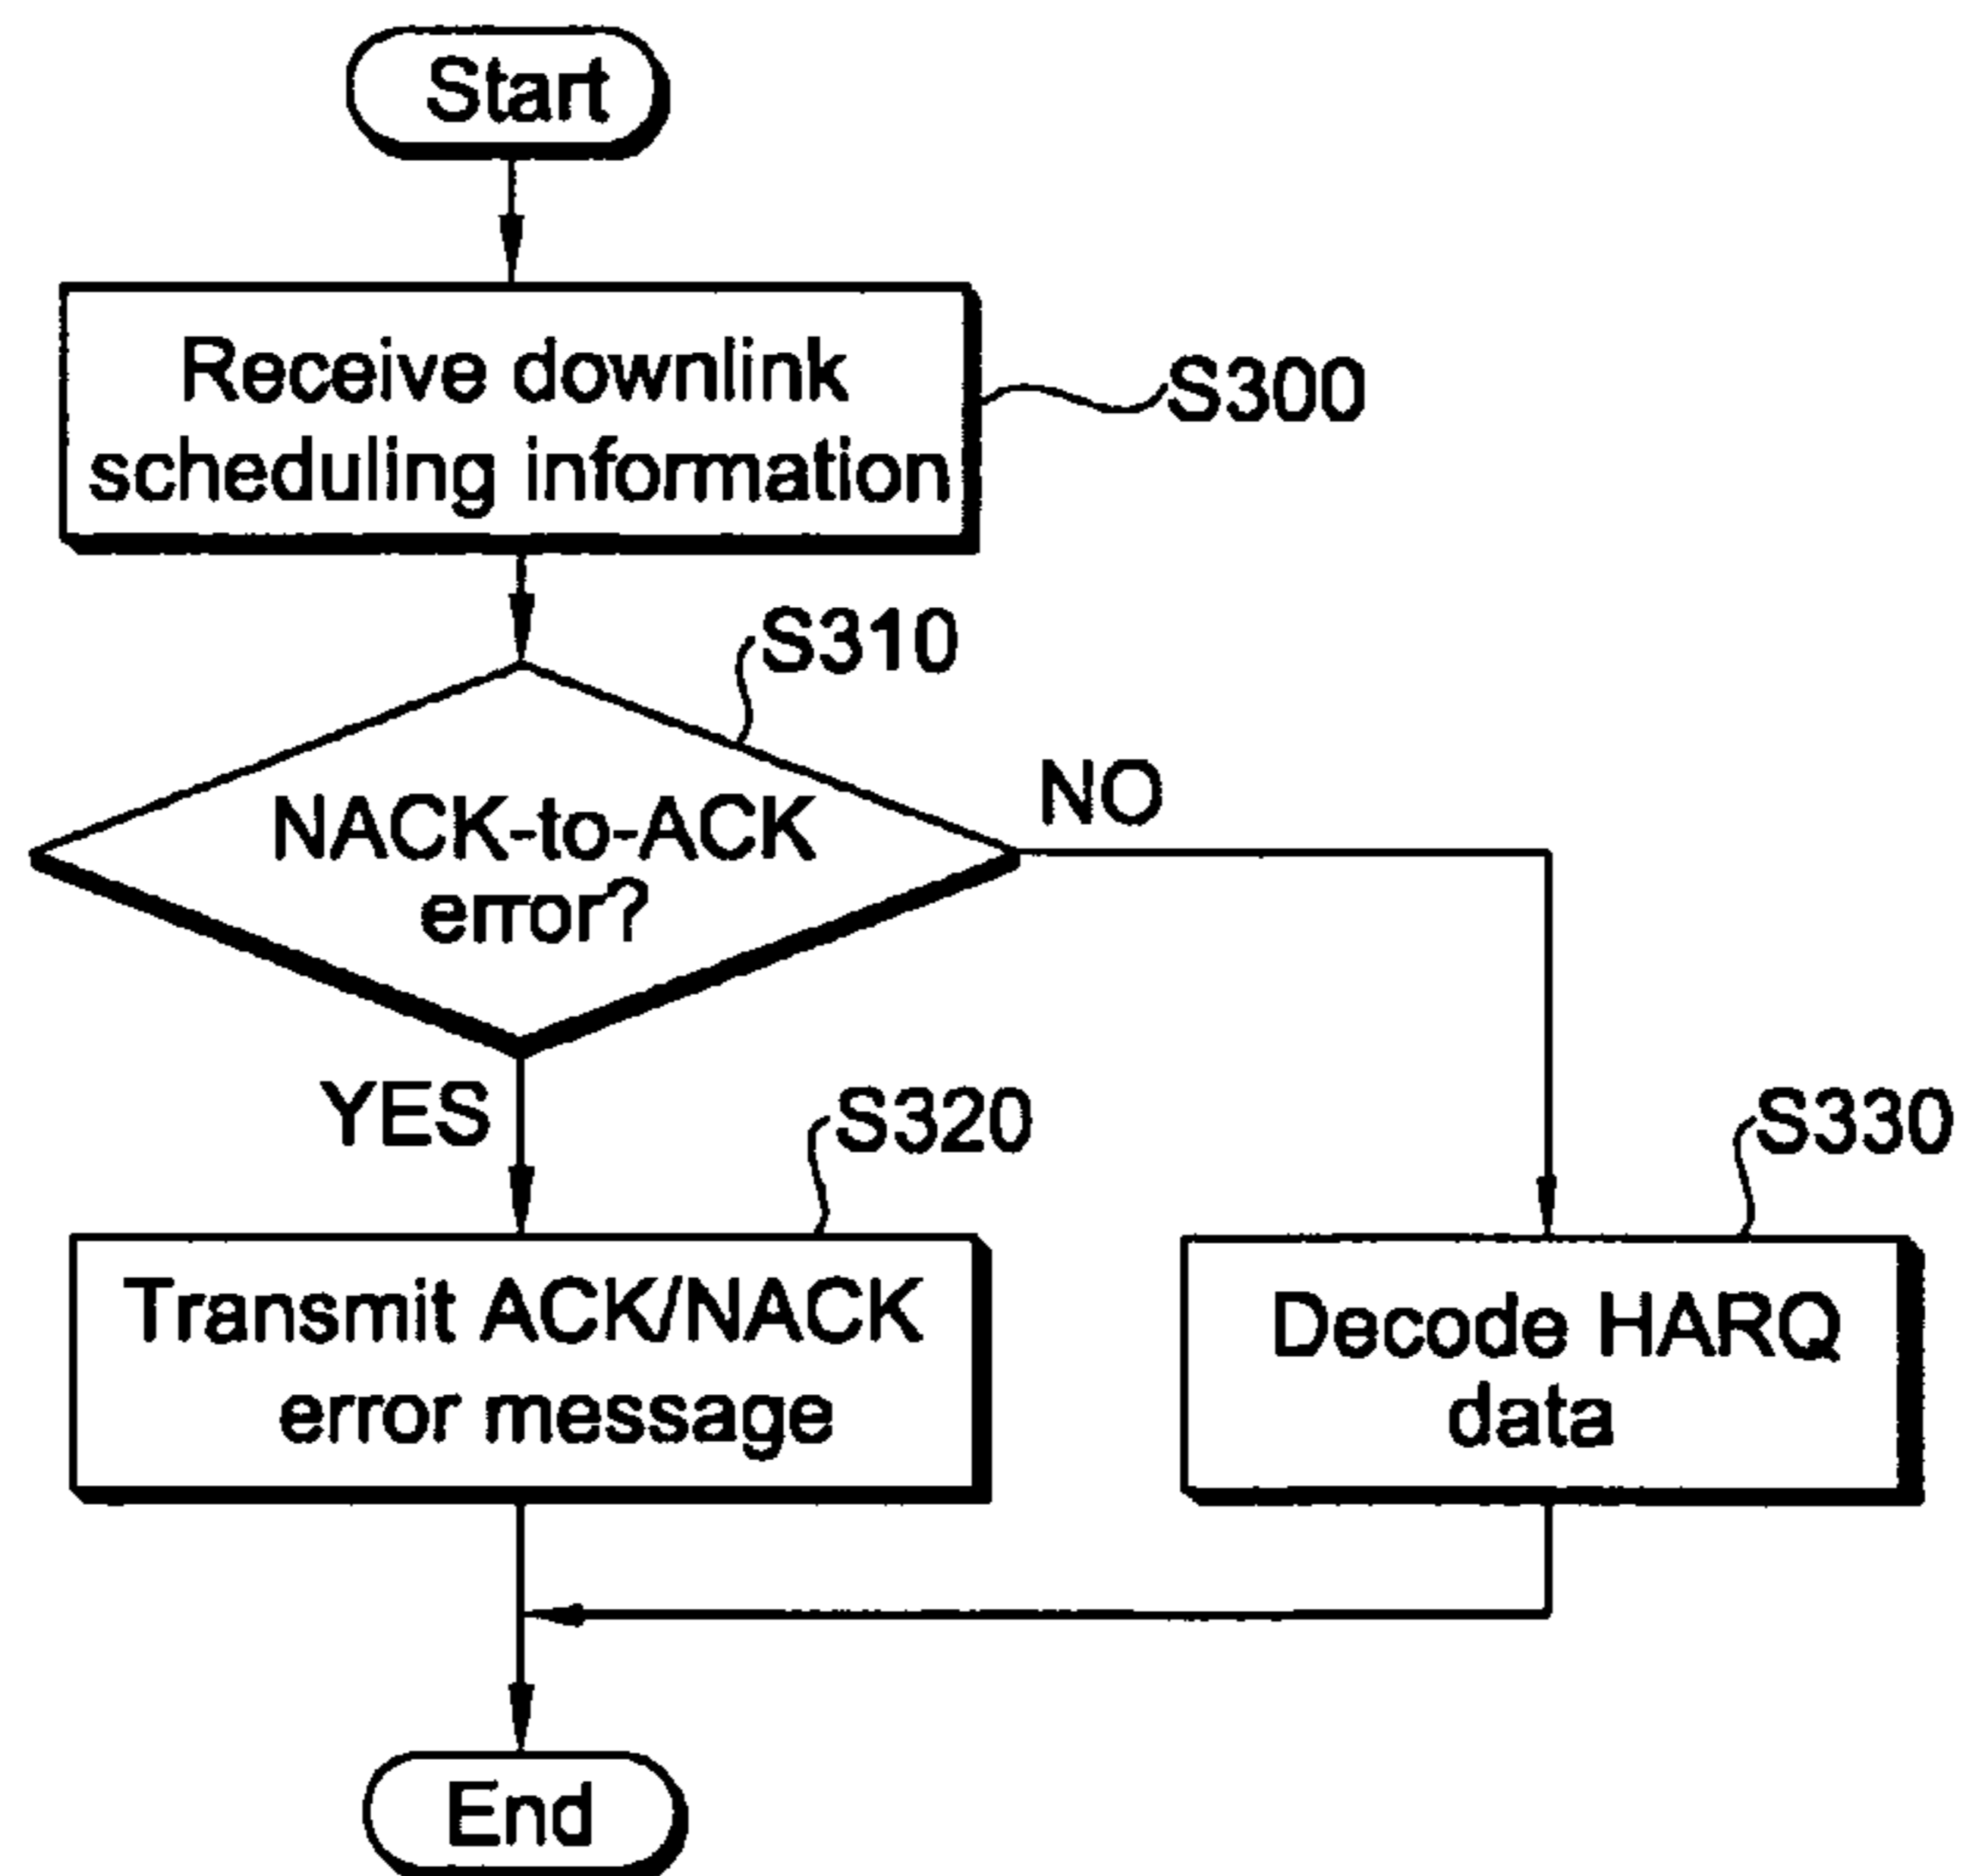 Start
Receive downlink
scheduling information
S300
S310
NACK-to-ACK
error?
NO
YES
S320
S330
Transmit ACK/NACK
error message
Decode HARQ
data
End